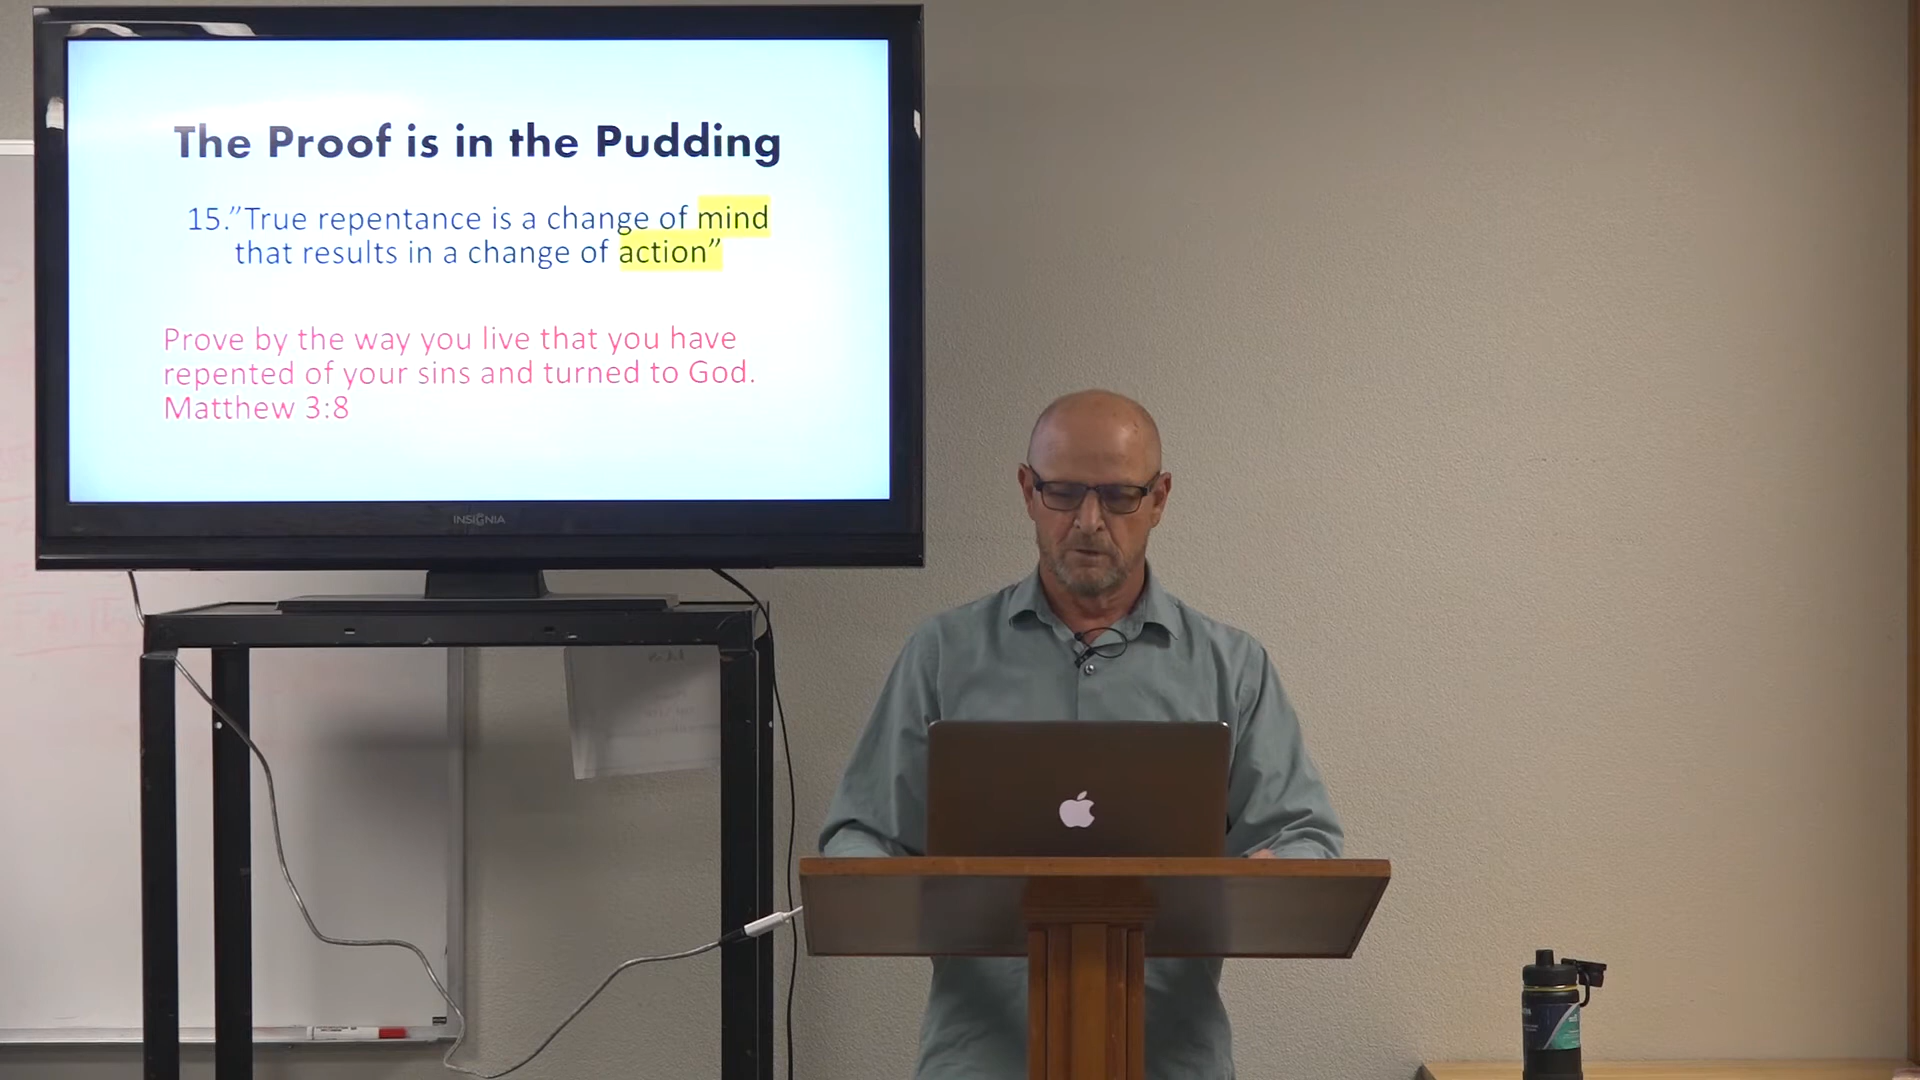 The Proof is in the Pudding
15."True repentance is a change of mind
that results in a change of action"
Prove by the way you live that you have
repented of your sins and turned to God.
Matthew 3:8
INSIGNIA